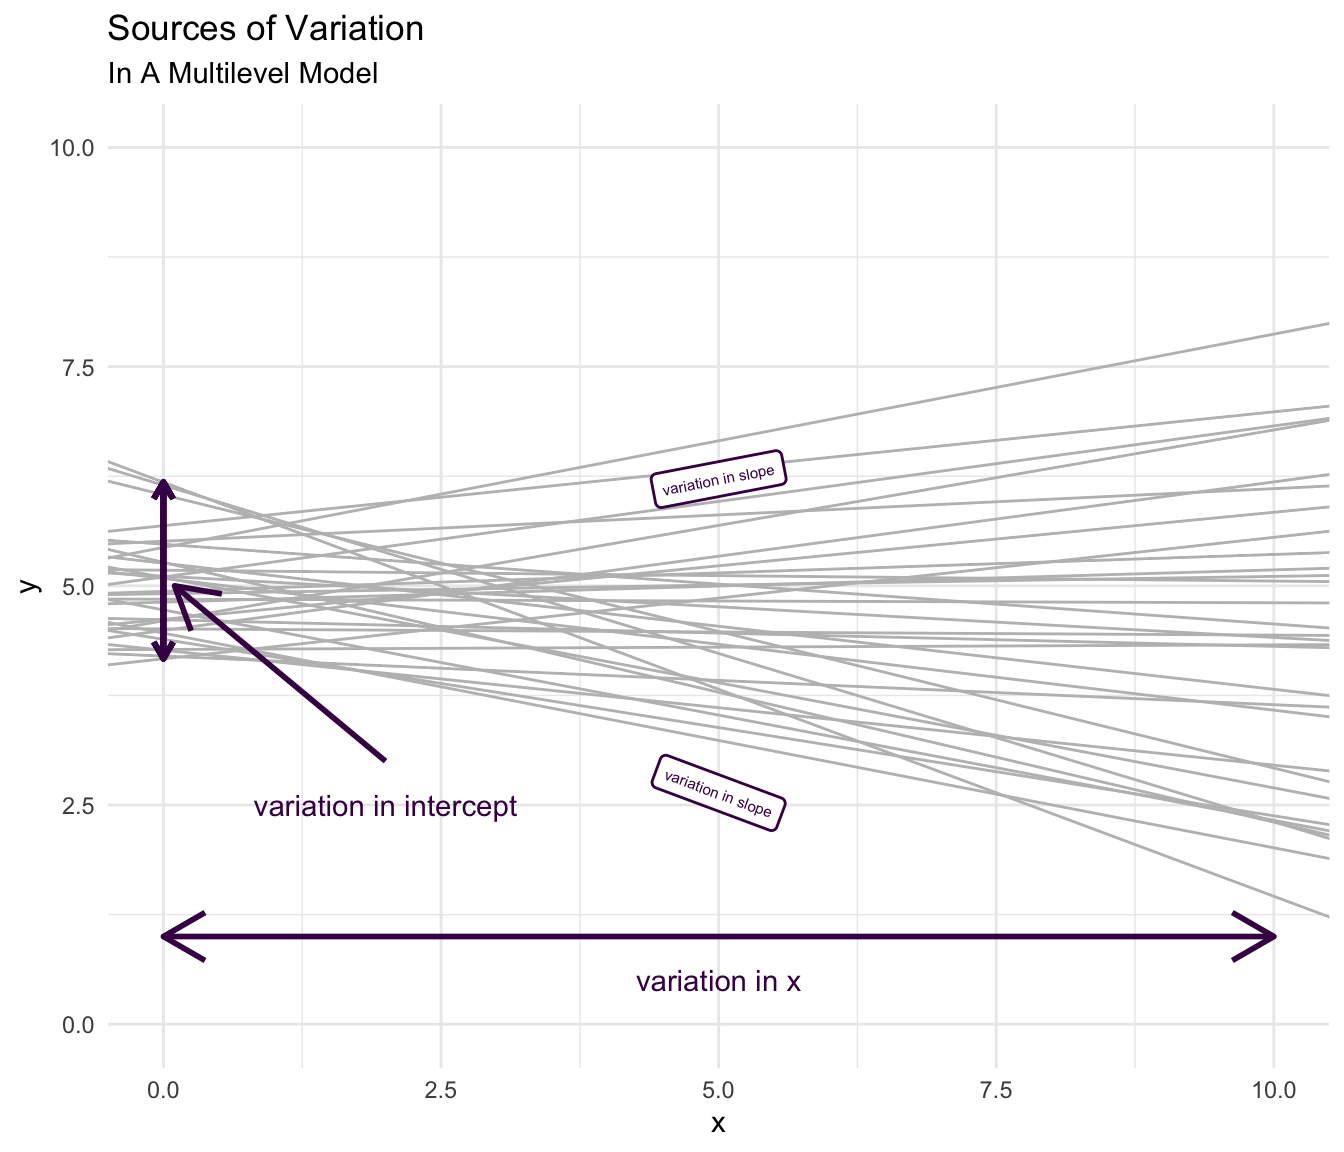 Sources of Variation
In A Multilevel Model
10.0
7.5
variation in slope
5.0
y
variation in slope
2.5
variation in intercept
variation in x
0.0
0.0 2.5 5.0 7.5 10.0
x